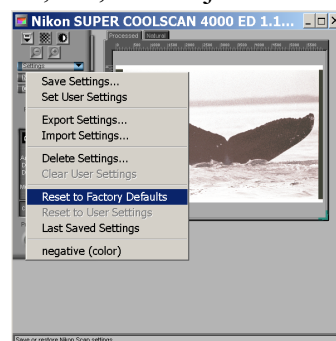 Nikon SUPER COOLSCAN 4000 ED 1.1...
Processed Natural
Settings
Save Settings...
Set User Settings
Export Settings...
Import Settings...
Delete Settings...
Clear User Settings
Reset to Factory Defaults
Reset to User Settings
Last Saved Settings
negative (color)
Save or restore Nikon Scan settings